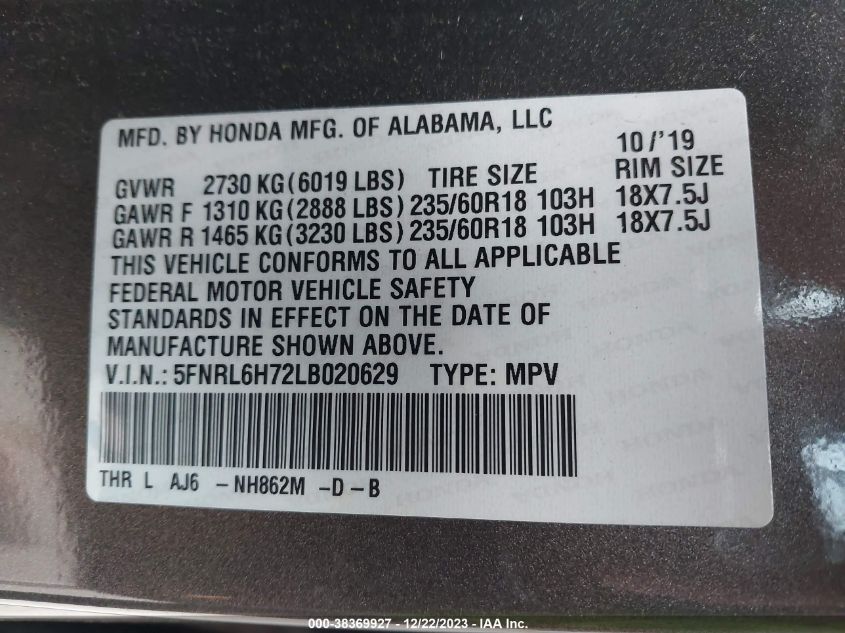 MFD. BY HONDA MFG. OF ALABAMA, LLC
10/'19
GVWR 2730 KG(6019 LBS) TIRE SIZE RIM SIZE
GAWR F 1310 KG(2888 LBS) 235/60R18 103H 18X7.5J
GAWR R 1465 KG(3230 LBS) 235/60R18 103H 18X7.5J
THIS VEHICLE CONFORMS TO ALL APPLICABLE
FEDERAL MOTOR VEHICLE SAFETY
STANDARDS IN EFFECT ON THE DATE OF
MANUFACTURE SHOWN ABOVE.
V.I.N.: 5FNRL6H72LB020629 TYPE: MPV
THR L AJ6 -NH862M -D -B
000-38369927 - 12/22/2023 - IAA Inc.